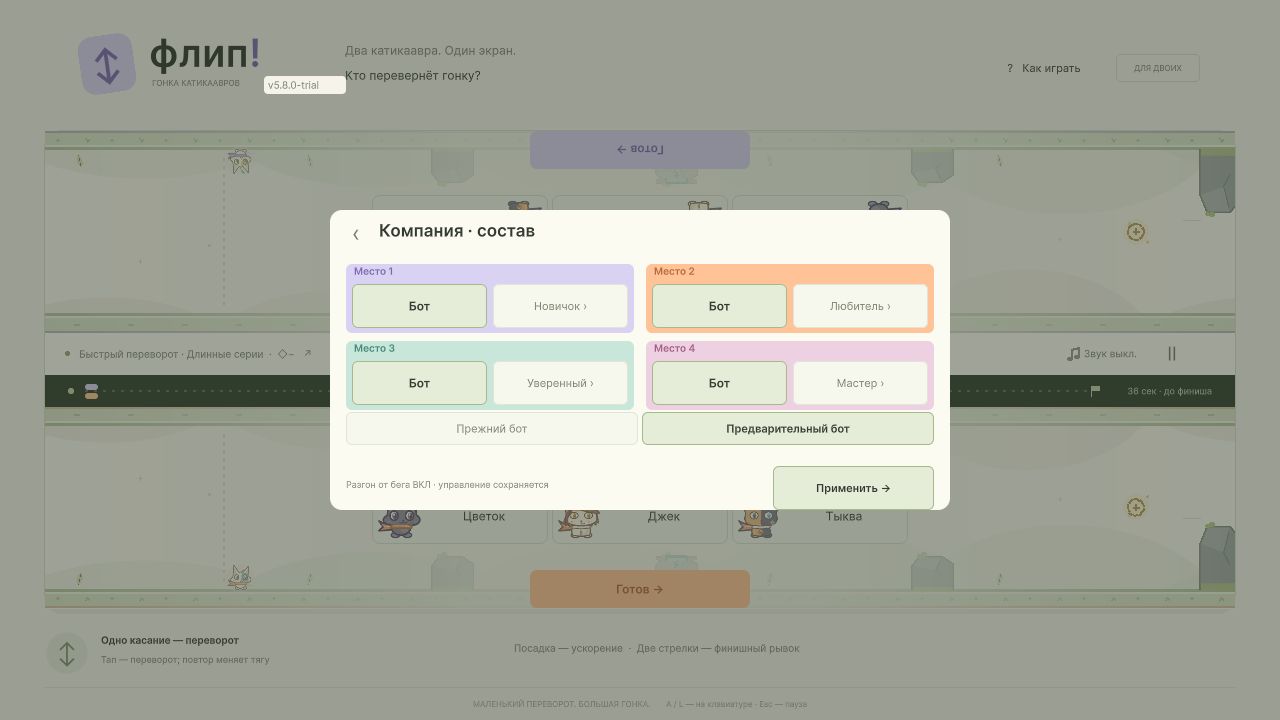 флип!
ГОНКА КАТИКААВРОВ
v5.8.0-trial
Два катикаавра. Один экран.
Кто перевернёт гонку?
? Как играть
ДЛЯ ДВОИХ
Готов →
Компания · состав
Место 1
Бот
Новичок ›
Место 2
Бот
Любитель ›
Место 3
Бот
Уверенный ›
Место 4
Бот
Мастер ›
Прежний бот
Предварительный бот
Разгон от бега ВКЛ · управление сохраняется
Применить →
Быстрый переворот · Длинные серии · ◇– ↗
Звук выкл.
36 сек · до финиша
Цветок
Джек
Тыква
Готов →
Одно касание — переворот
Тап — переворот; повтор меняет тягу
Посадка — ускорение · Две стрелки — финишный рывок
МАЛЕНЬКИЙ ПЕРЕВОРОТ. БОЛЬШАЯ ГОНКА.
A / L — на клавиатуре · Esc — пауза